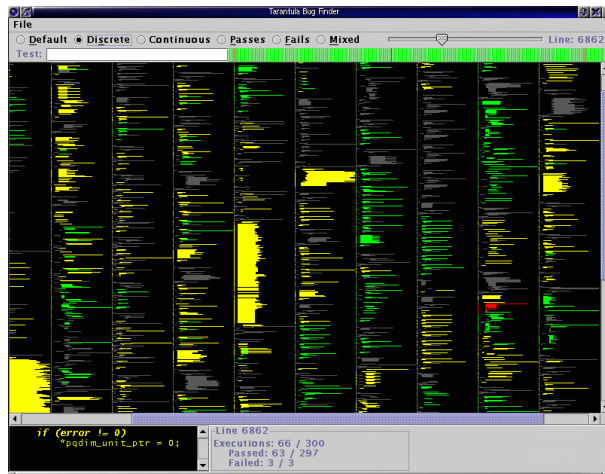 Tarantula Bug Finder
File
Default Discrete Continuous Passes Fails Mixed Line: 6862
Test:
if (error != 0)
*pqdim_unit_ptr = 0;
Line 6862
Executions: 66 / 300
Passed: 63 / 297
Failed: 3 / 3